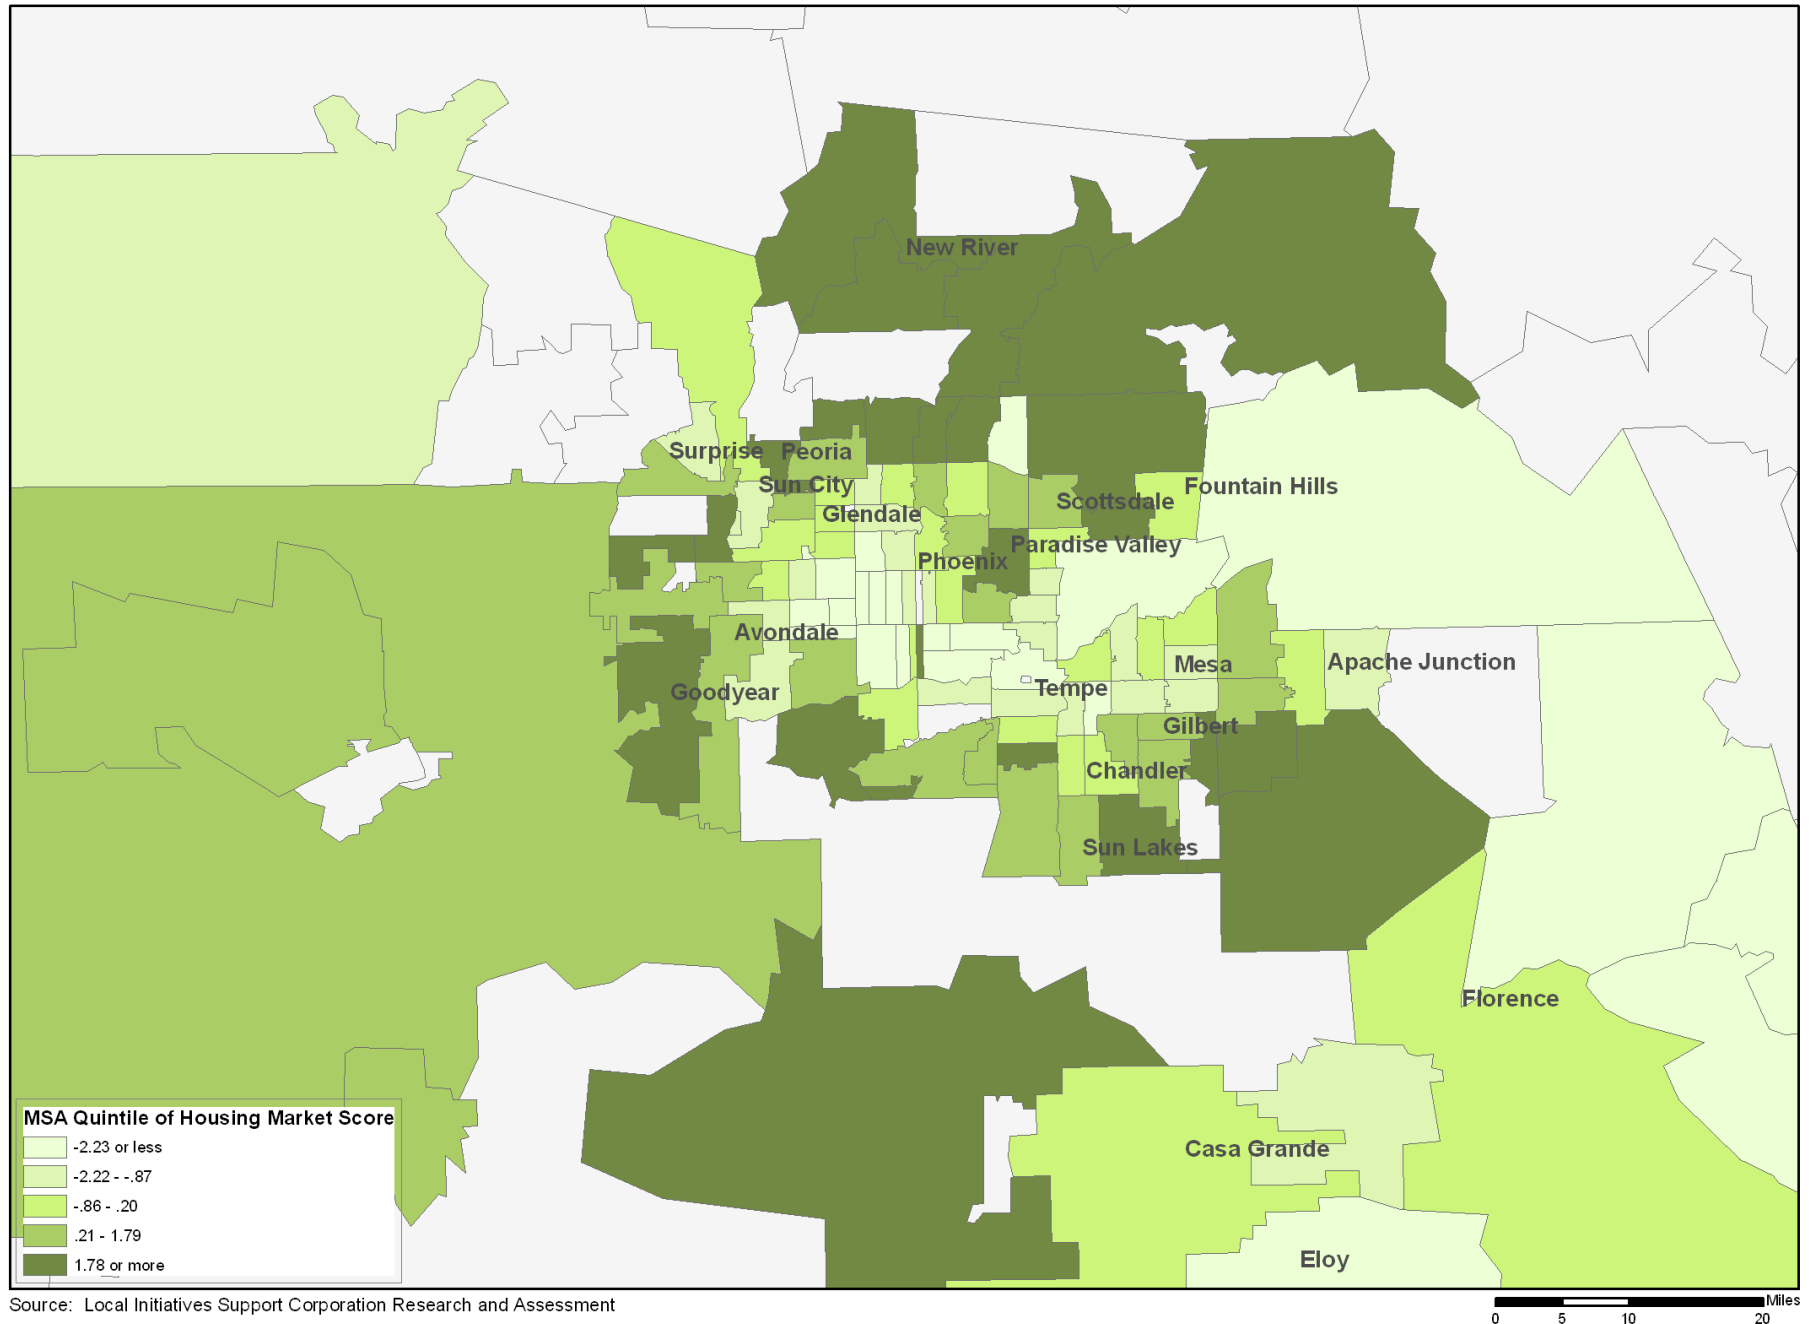 New River
Surprise
Peoria
Sun City
Glendale
Scottsdale
Fountain Hills
Paradise Valley
Phoenix
Avondale
Mesa
Apache Junction
Goodyear
Tempe
Gilbert
Chandler
Sun Lakes
Florence
Casa Grande
Eloy
MSA Quintile of Housing Market Score
-2.23 or less
-2.22 - -.87
-.86 - .20
.21 - 1.79
1.78 or more
Source: Local Initiatives Support Corporation Research and Assessment
Miles
0 5 10 20